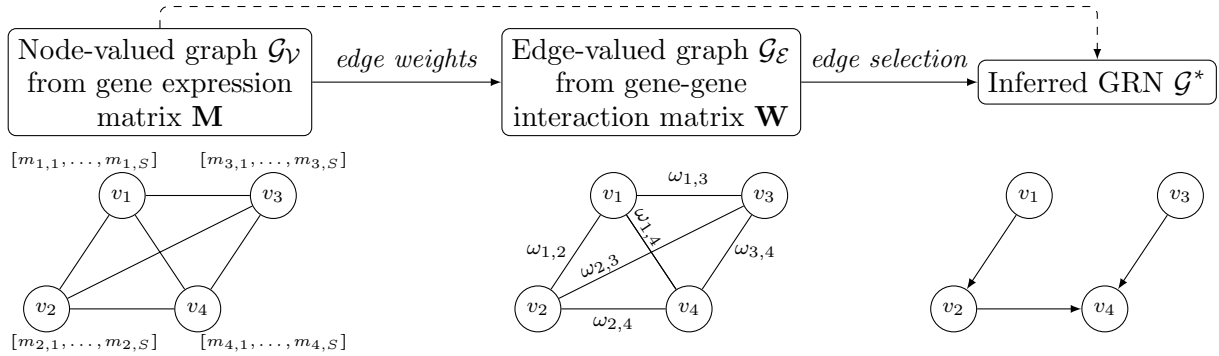 Node-valued graph 𝒢_𝒱
from gene expression
matrix M
edge weights
Edge-valued graph 𝒢_ℰ
from gene-gene
interaction matrix W
edge selection
Inferred GRN 𝒢*
[m_{1,1}, . . . , m_{1,S}]
[m_{3,1}, . . . , m_{3,S}]
v_1
v_3
v_2
v_4
[m_{2,1}, . . . , m_{2,S}]
[m_{4,1}, . . . , m_{4,S}]
v_1
ω_{1,3}
v_3
ω_{1,2}
ω_{1,4}
ω_{2,3}
ω_{3,4}
v_2
ω_{2,4}
v_4
v_1
v_3
v_2
v_4